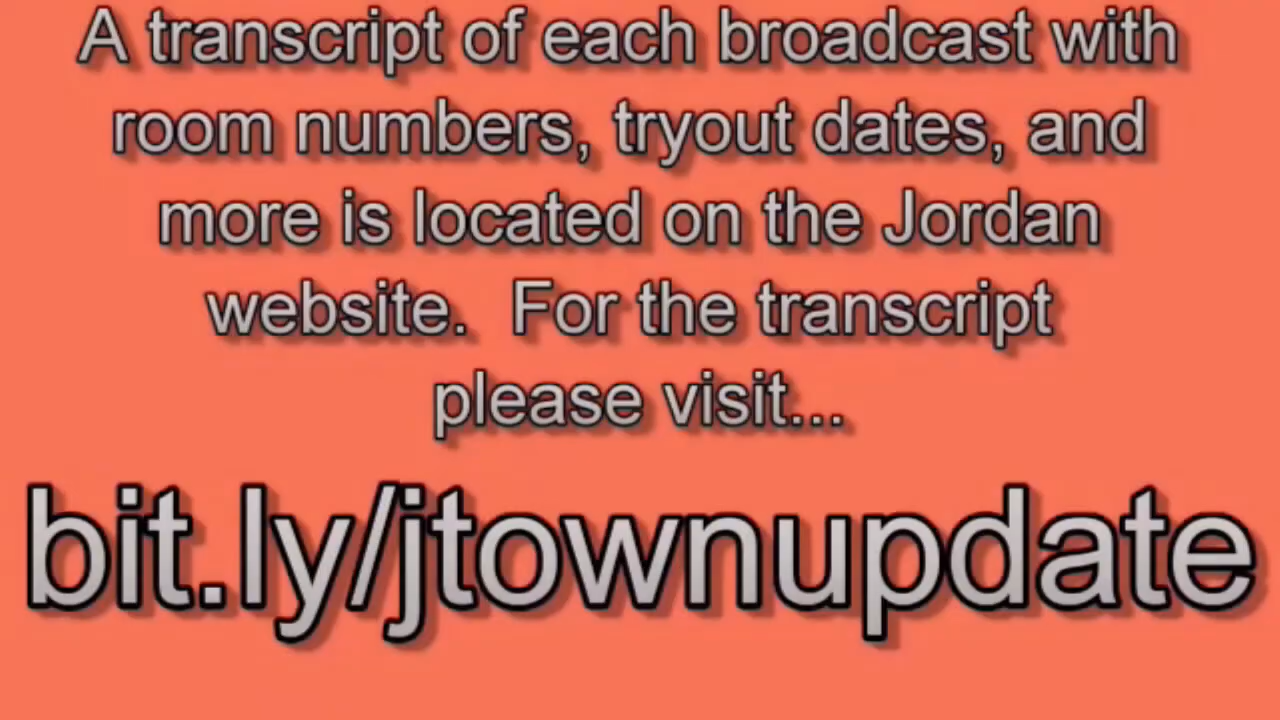 A transcript of each broadcast with
room numbers, tryout dates, and
more is located on the Jordan
website.  For the transcript
please visit...
bit.ly/jtownupdate